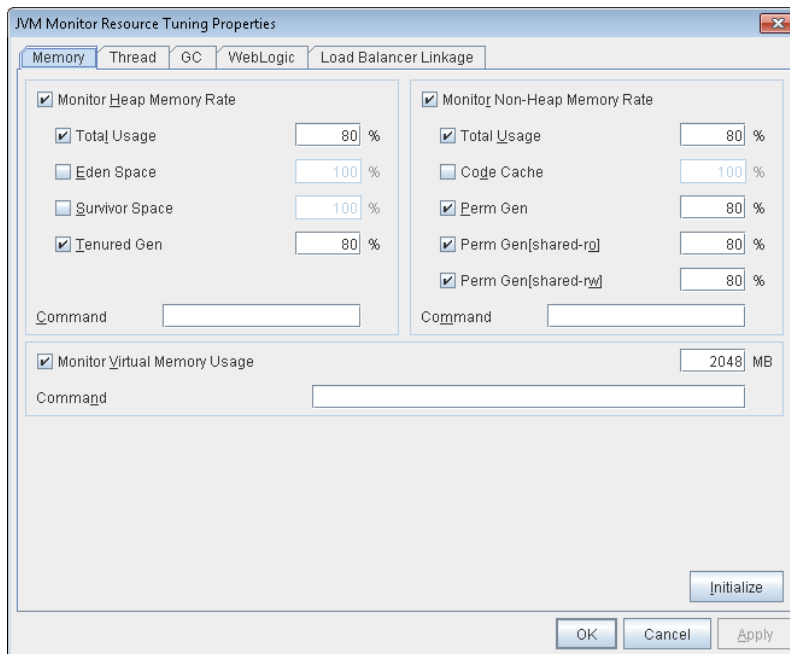 JVM Monitor Resource Tuning Properties
Memory Thread GC WebLogic Load Balancer Linkage
Monitor Heap Memory Rate
Total Usage 80 %
Eden Space 100 %
Survivor Space 100 %
Tenured Gen 80 %
Command
Monitor Non-Heap Memory Rate
Total Usage 80 %
Code Cache 100 %
Perm Gen 80 %
Perm Gen[shared-ro] 80 %
Perm Gen[shared-rw] 80 %
Command
Monitor Virtual Memory Usage 2048 MB
Command
Initialize
OK Cancel Apply